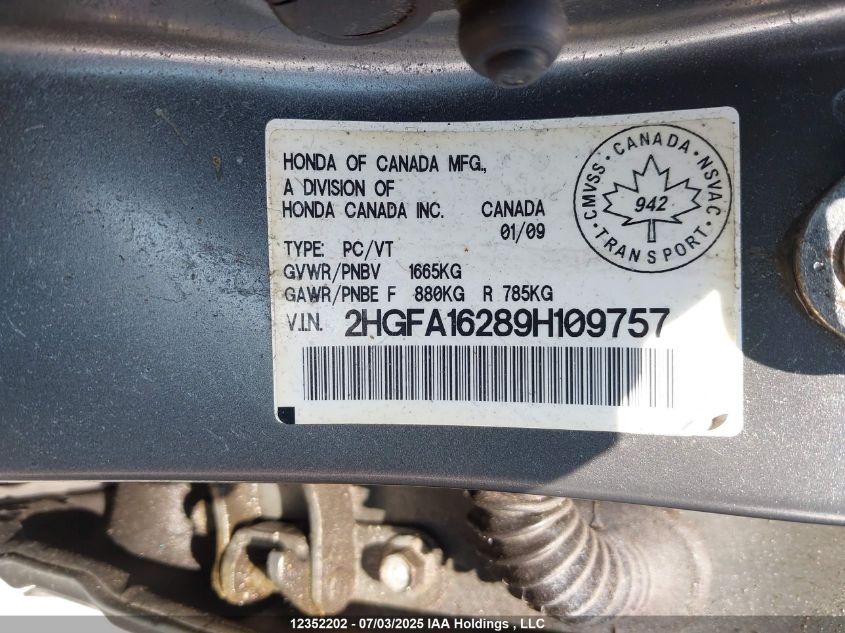 HONDA OF CANADA MFG.,
A DIVISION OF
HONDA CANADA INC. CANADA
01/09
TYPE: PC/VT
GVWR/PNBV 1665KG
GAWR/PNBE F 880KG R 785KG
V.I.N. 2HGFA16289H109757
CMVSS • CANADA • NSVAC • TRANSPORT •
942
12352202 - 07/03/2025 IAA Holdings , LLC